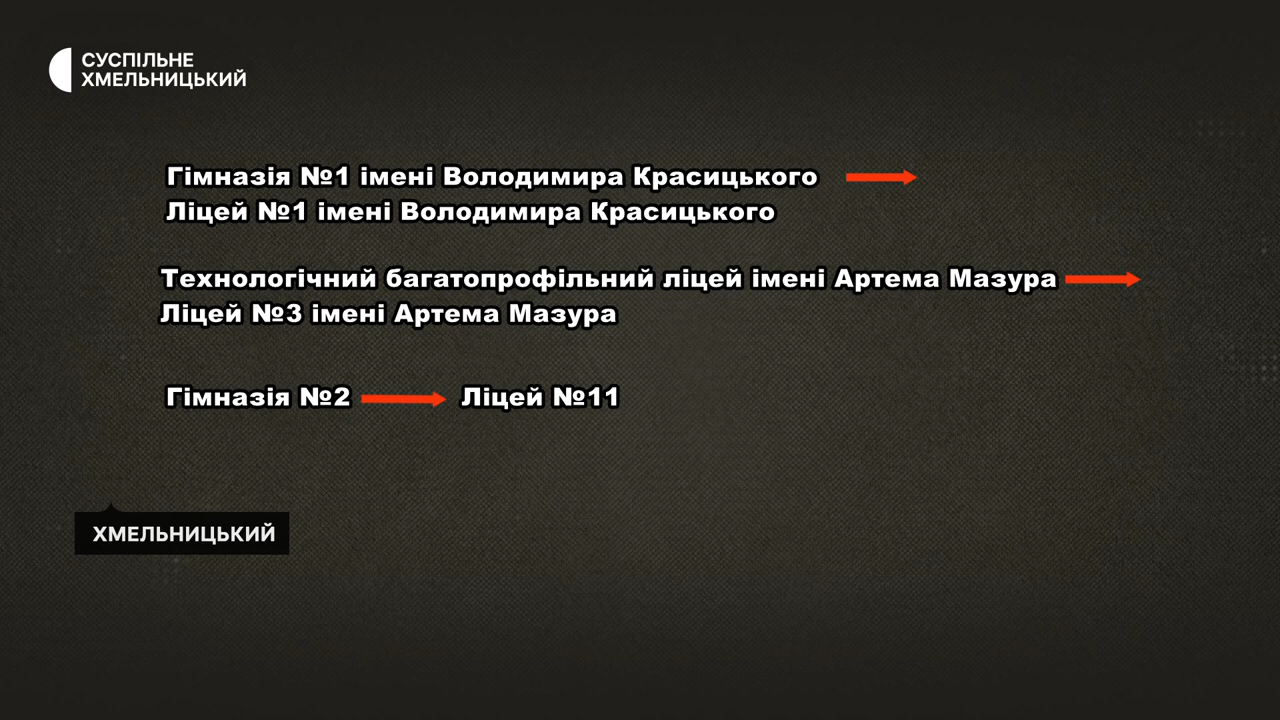 СУСПІЛЬНЕ
ХМЕЛЬНИЦЬКИЙ
Гімназія №1 імені Володимира Красицького
Ліцей №1 імені Володимира Красицького
Технологічний багатопрофільний ліцей імені Артема Мазура
Ліцей №3 імені Артема Мазура
Гімназія №2 Ліцей №11
ХМЕЛЬНИЦЬКИЙ